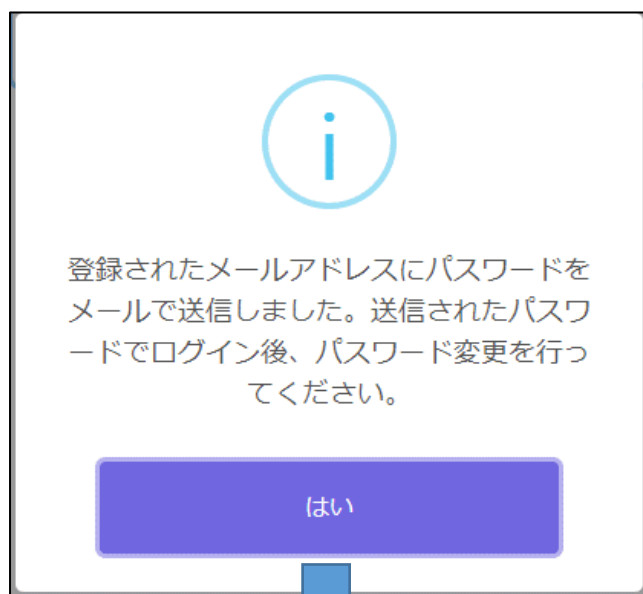 登録されたメールアドレスにパスワードを
メールで送信しました。送信されたパスワ
ードでログイン後、パスワード変更を行っ
てください。
はい